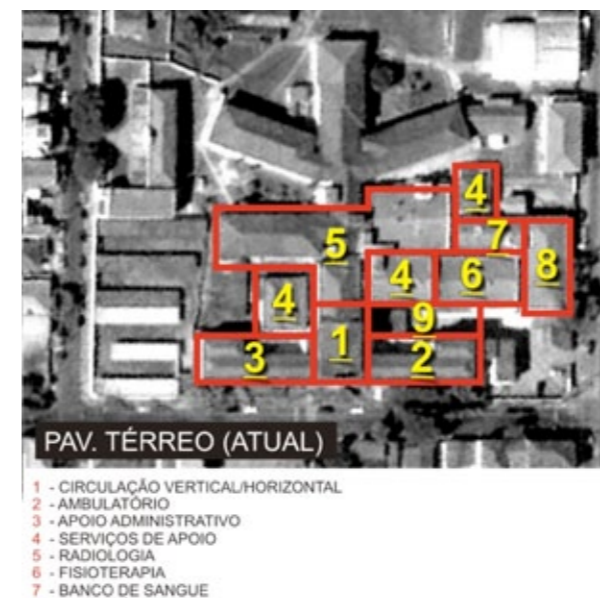 4
7
5
8
4
6
4
9
1
3
2
PAV. TÉRREO (ATUAL)
1 - CIRCULAÇÃO VERTICAL/HORIZONTAL
2 - AMBULATÓRIO
3 - APOIO ADMINISTRATIVO
4 - SERVIÇOS DE APOIO
5 - RADIOLOGIA
6 - FISIOTERAPIA
7 - BANCO DE SANGUE